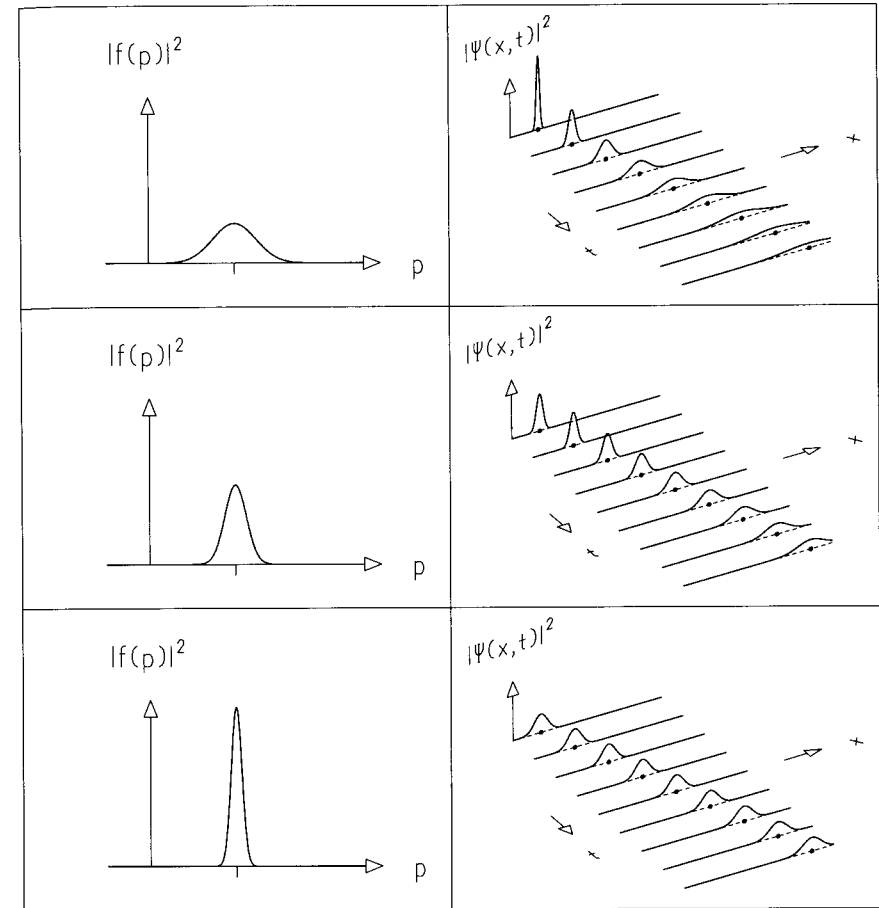 |f(p)|²
p
|Ψ(x,t)|²
x
t
|f(p)|²
p
|Ψ(x,t)|²
x
t
|f(p)|²
p
|Ψ(x,t)|²
x
t